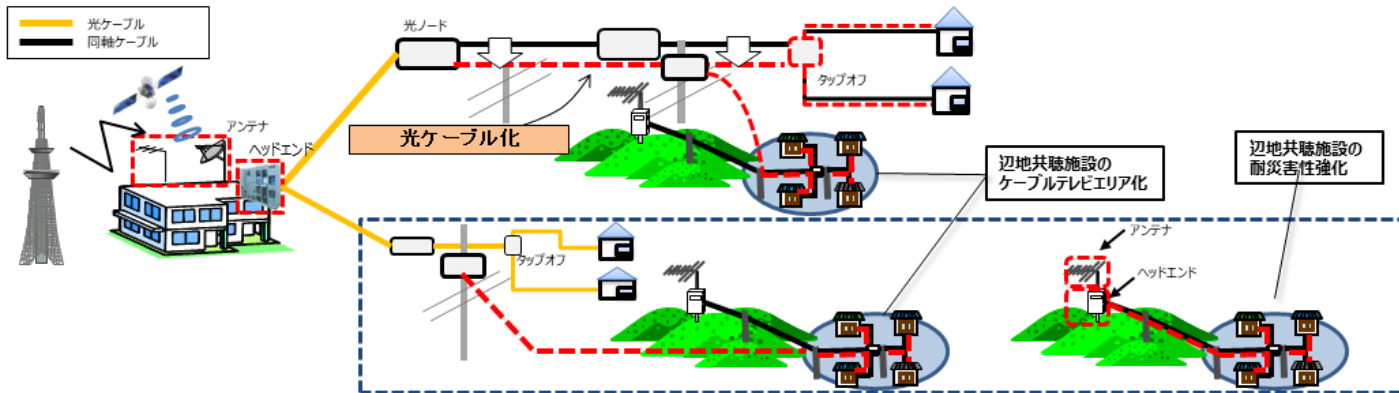 光ケーブル
同軸ケーブル
光ノード
タップオフ
アンテナ
ヘッドエンド
光ケーブル化
辺地共聴施設の
ケーブルテレビエリア化
辺地共聴施設の
耐災害性強化
タップオフ
アンテナ
ヘッドエンド